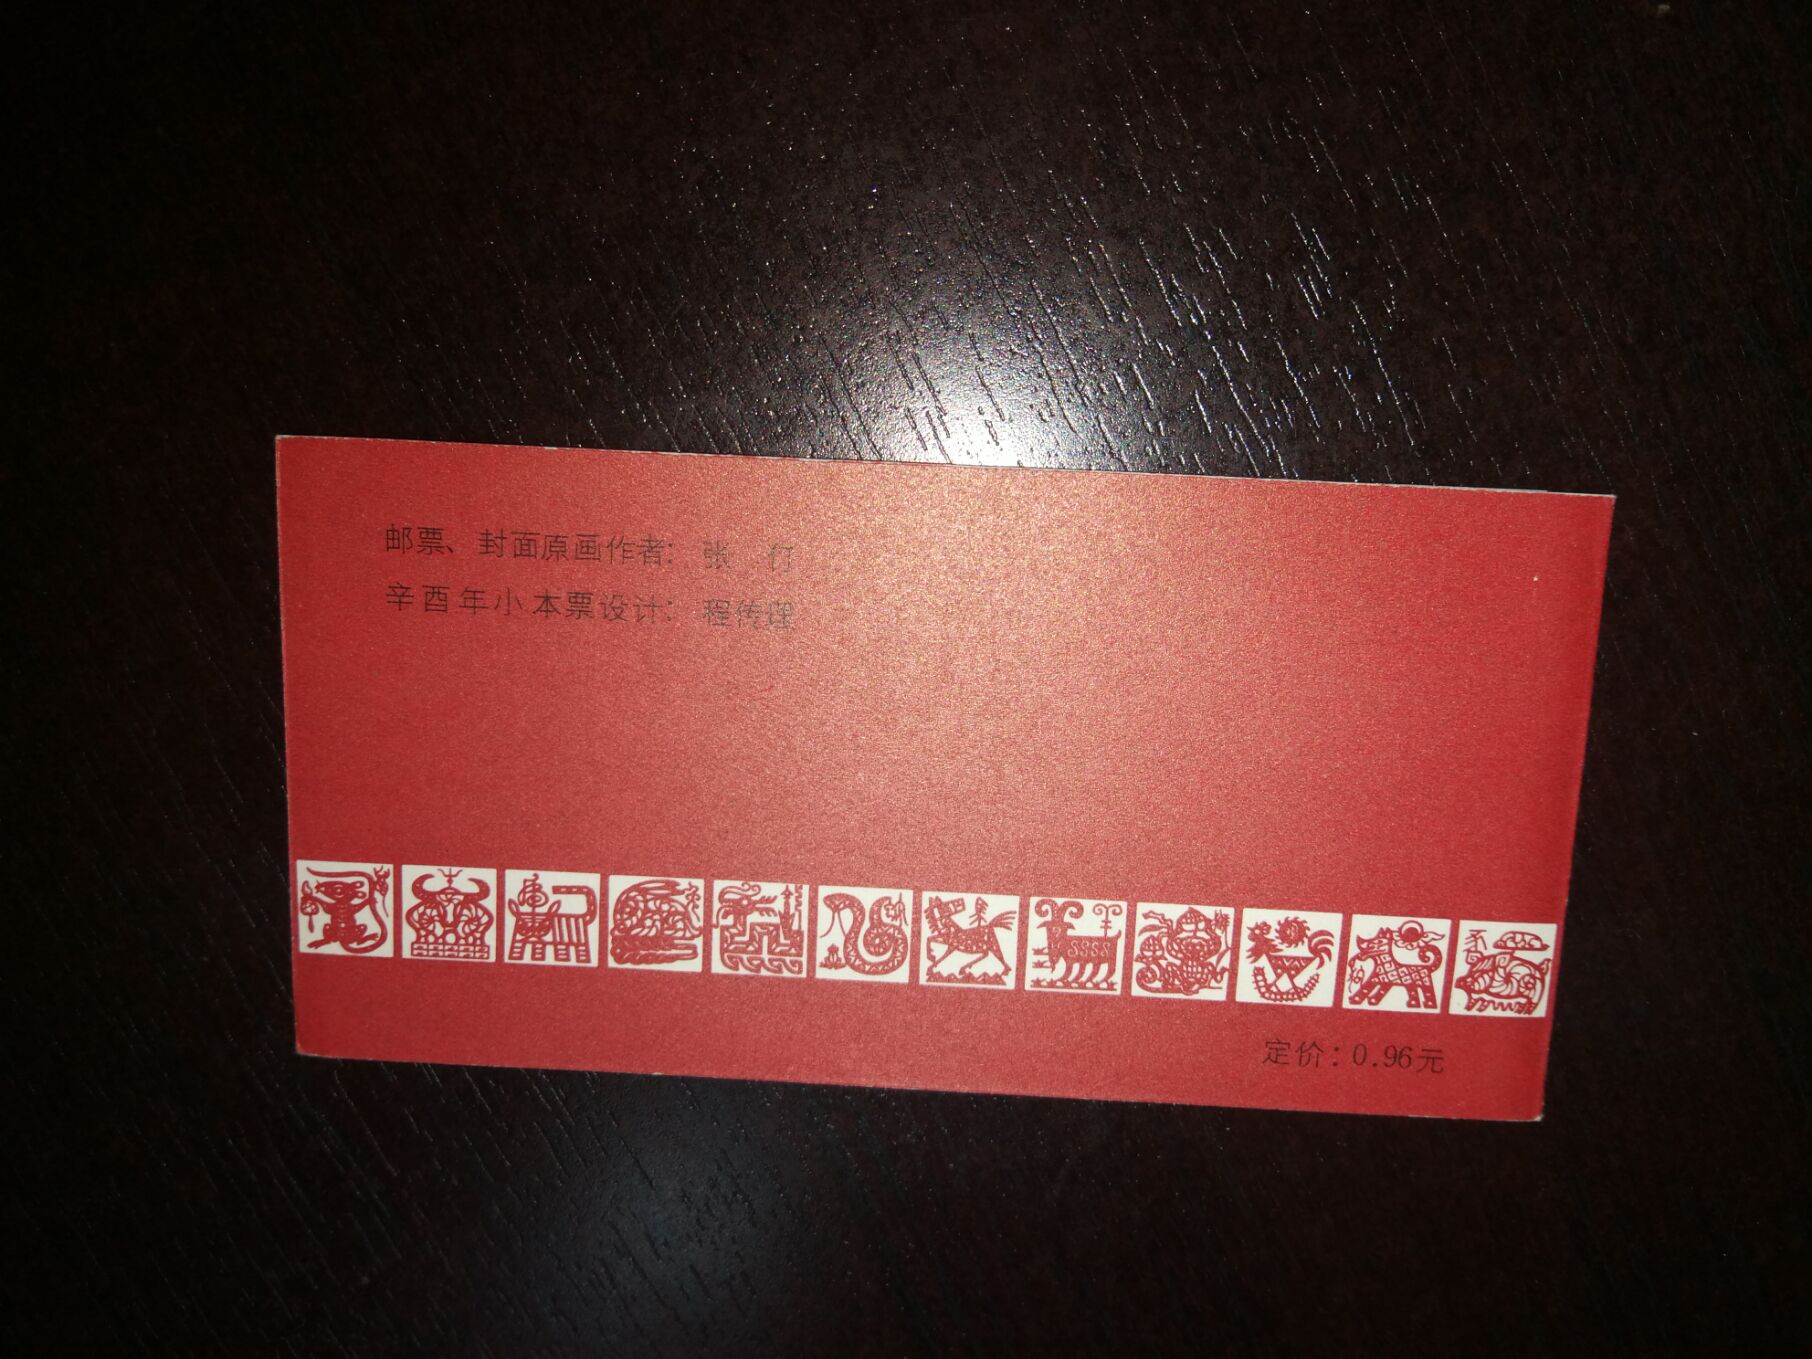 邮票、封面原画作者：张　仃
辛酉年小本票设计：程传理
定价：0.96元